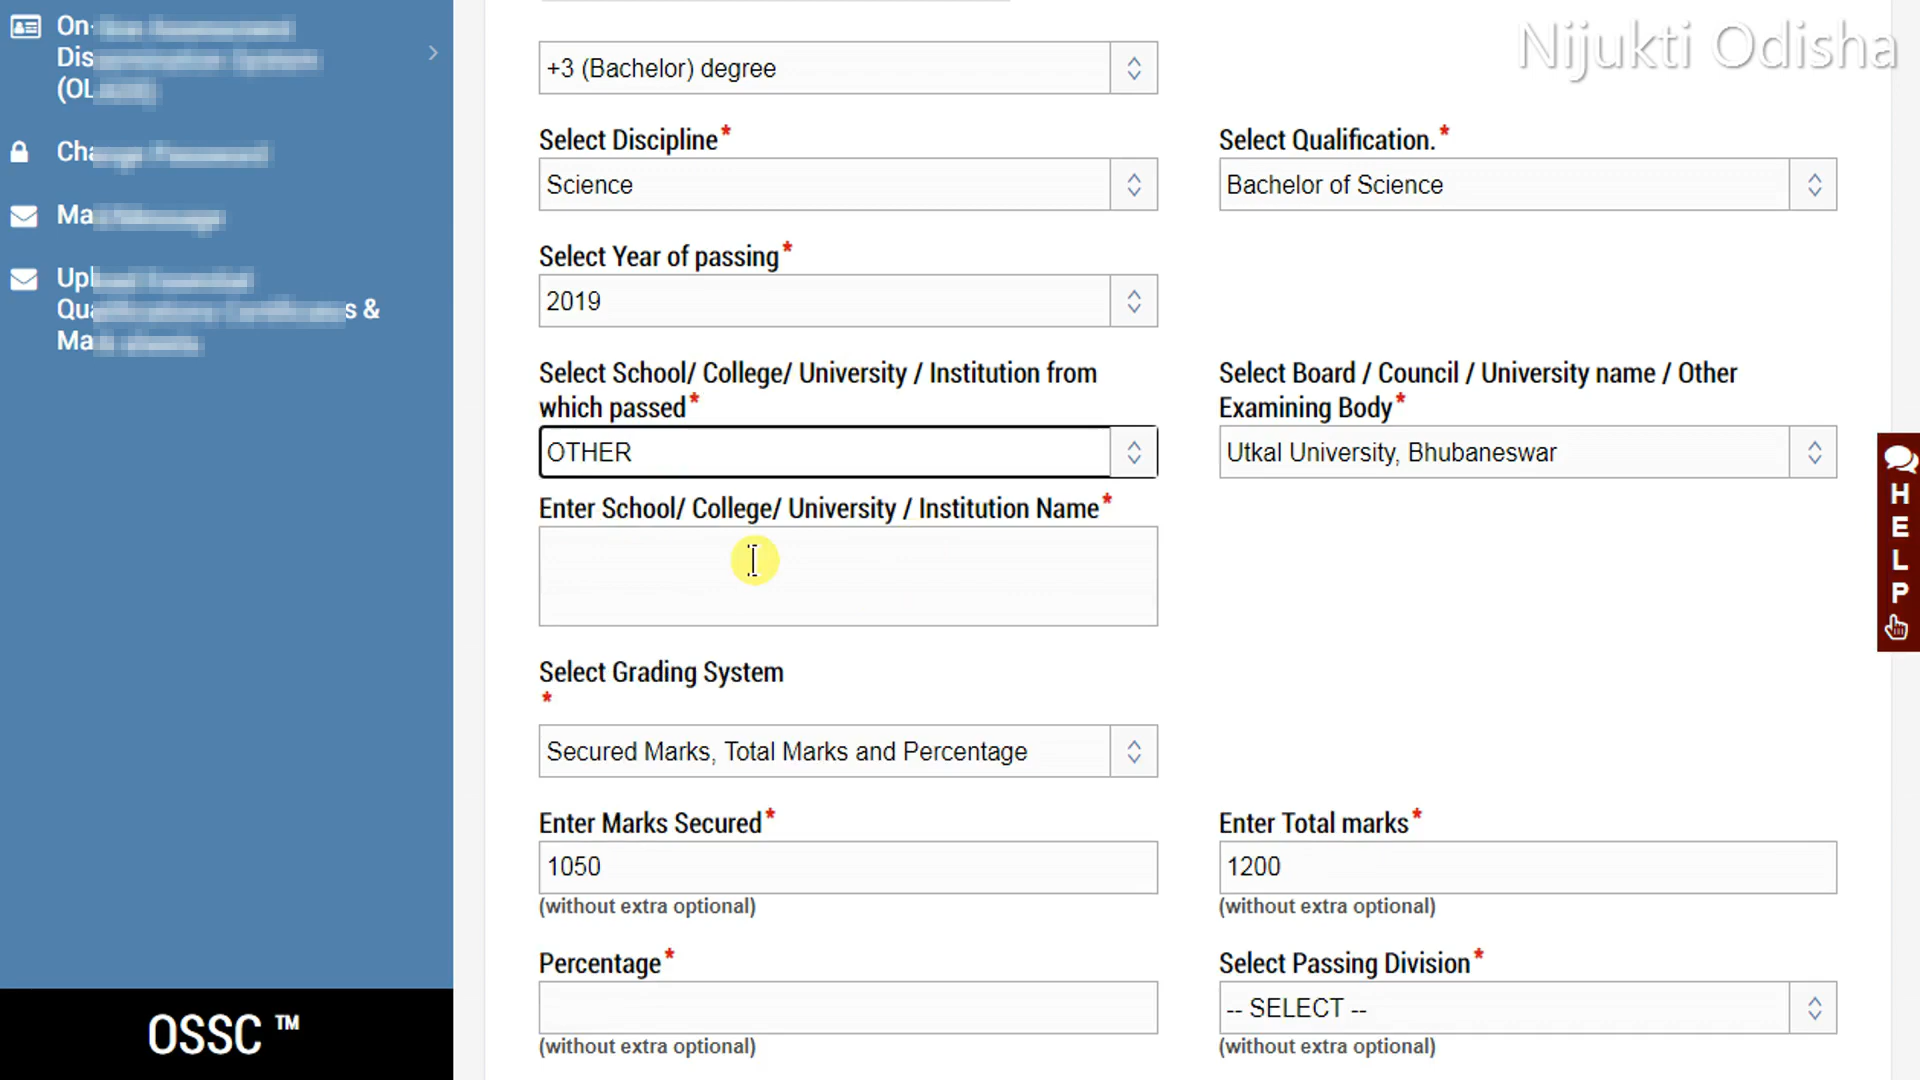 On-
Dis
(OL
Cha
Ma
Upl
Qua s &
Ma
OSSC ™
Nijukti Odisha
+3 (Bachelor) degree
Select Discipline*
Science
Select Qualification.*
Bachelor of Science
Select Year of passing*
2019
Select School/ College/ University / Institution from
which passed*
OTHER
Select Board / Council / University name / Other
Examining Body*
Utkal University, Bhubaneswar
Enter School/ College/ University / Institution Name*
Select Grading System
*
Secured Marks, Total Marks and Percentage
Enter Marks Secured*
1050
(without extra optional)
Enter Total marks*
1200
(without extra optional)
Percentage*
(without extra optional)
Select Passing Division*
-- SELECT --
(without extra optional)
HELP